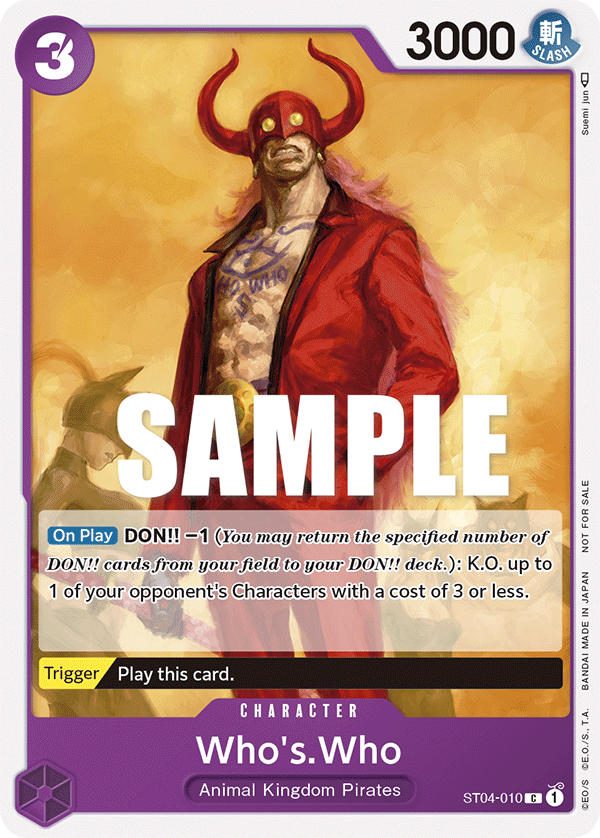 3
3000
斬
SLASH
Suemi jun
WHO
SAMPLE
On Play DON!! −1 (You may return the specified number of
DON!! cards from your field to your DON!! deck.): K.O. up to
1 of your opponent's Characters with a cost of 3 or less.
Trigger Play this card.
CHARACTER
Who's.Who
Animal Kingdom Pirates
ST04-010 C 1
©EO/S ©E.O./S., T.A. BANDAI MADE IN JAPAN NOT FOR SALE